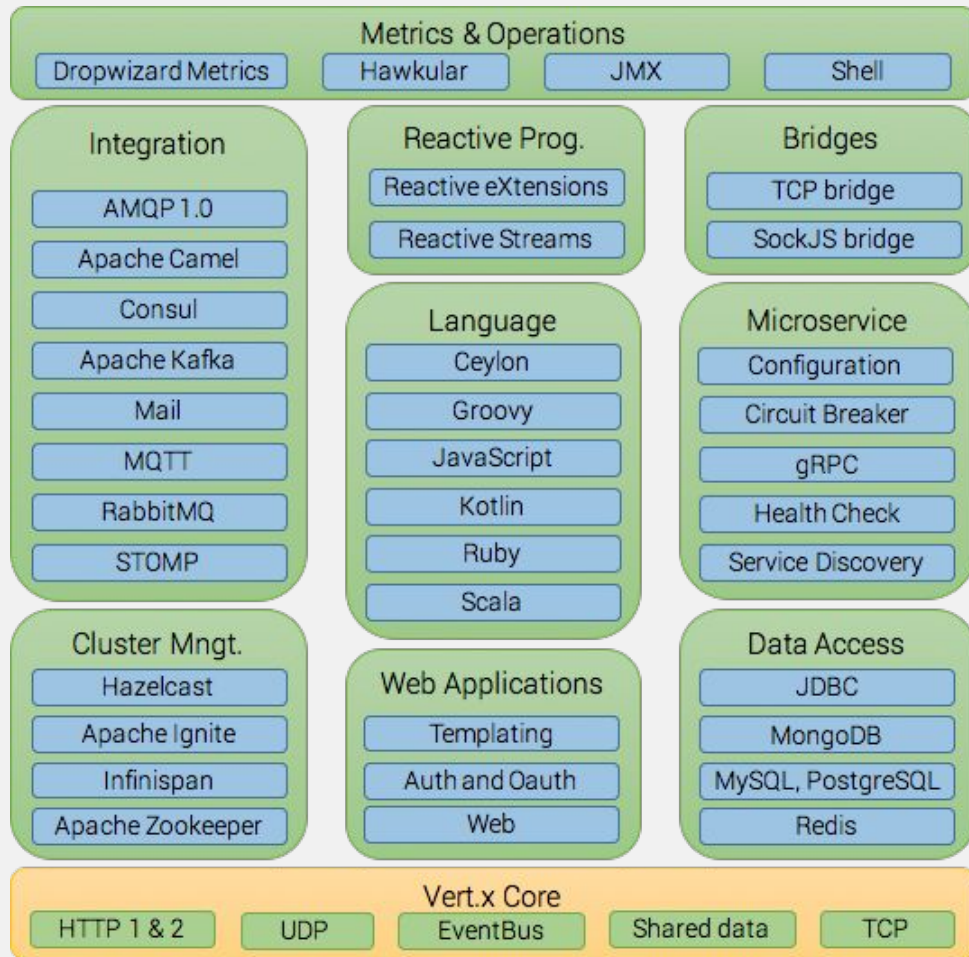 Metrics & Operations
Dropwizard Metrics
Hawkular
JMX
Shell
Integration
AMQP 1.0
Apache Camel
Consul
Apache Kafka
Mail
MQTT
RabbitMQ
STOMP
Reactive Prog.
Reactive eXtensions
Reactive Streams
Bridges
TCP bridge
SockJS bridge
Language
Ceylon
Groovy
JavaScript
Kotlin
Ruby
Scala
Microservice
Configuration
Circuit Breaker
gRPC
Health Check
Service Discovery
Cluster Mngt.
Hazelcast
Apache Ignite
Infinispan
Apache Zookeeper
Web Applications
Templating
Auth and Oauth
Web
Data Access
JDBC
MongoDB
MySQL, PostgreSQL
Redis
Vert.x Core
HTTP 1 & 2
UDP
EventBus
Shared data
TCP